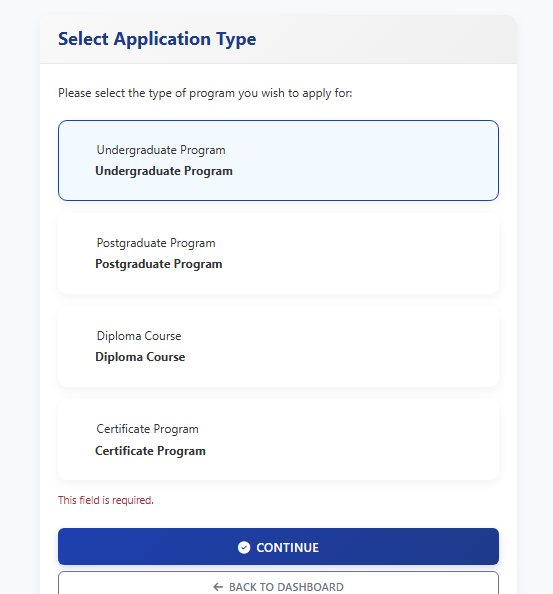 Select Application Type
Please select the type of program you wish to apply for:
Undergraduate Program
Undergraduate Program
Postgraduate Program
Postgraduate Program
Diploma Course
Diploma Course
Certificate Program
Certificate Program
This field is required.
CONTINUE
BACK TO DASHBOARD